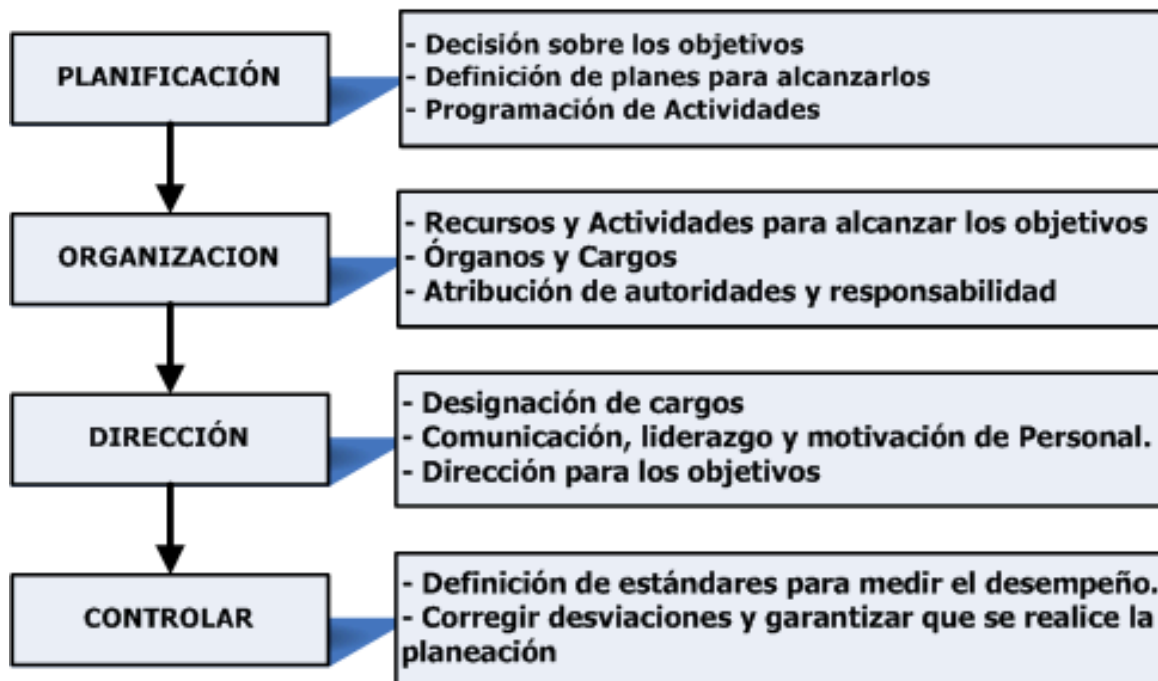 PLANIFICACIÓN
- Decisión sobre los objetivos
- Definición de planes para alcanzarlos
- Programación de Actividades
ORGANIZACION
- Recursos y Actividades para alcanzar los objetivos
- Órganos y Cargos
- Atribución de autoridades y responsabilidad
DIRECCIÓN
- Designación de cargos
- Comunicación, liderazgo y motivación de Personal.
- Dirección para los objetivos
CONTROLAR
- Definición de estándares para medir el desempeño.
- Corregir desviaciones y garantizar que se realice la
planeación